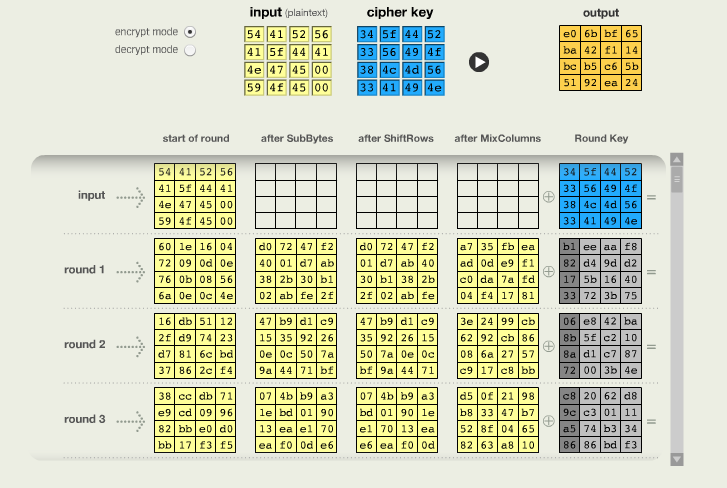 input (plaintext) cipher key output
encrypt mode
decrypt mode
54 41 52 56 34 5f 44 52 e0 6b bf 65
41 5f 44 41 33 56 49 4f ba 42 f1 14
4e 47 45 00 38 4c 4d 56 bc b5 c6 5b
59 4f 45 00 33 41 49 4e 51 92 ea 24
start of round after SubBytes after ShiftRows after MixColumns Round Key
input
54 41 52 56 34 5f 44 52
41 5f 44 41 33 56 49 4f
4e 47 45 00 38 4c 4d 56
59 4f 45 00 33 41 49 4e
⊕ =
round 1
60 1e 16 04 d0 72 47 f2 d0 72 47 f2 a7 35 fb ea b1 ee aa f8
72 09 0d 0e 40 01 d7 ab 01 d7 ab 40 ad 0d e9 f1 82 d4 9d d2
76 0b 08 56 38 2b 30 b1 30 b1 38 2b c0 da 7a fd 17 5b 16 40
6a 0e 0c 4e 02 ab fe 2f 2f 02 ab fe 04 f4 17 81 33 72 3b 75
⊕ =
round 2
16 db 51 12 47 b9 d1 c9 47 b9 d1 c9 3e 24 99 cb 06 e8 42 ba
2f d9 74 23 15 35 92 26 35 92 26 15 62 92 cb 86 8b 5f c2 10
d7 81 6c bd 0e 0c 50 7a 50 7a 0e 0c 08 6a 27 57 8a d1 c7 87
37 86 2c f4 9a 44 71 bf bf 9a 44 71 c9 17 c8 bb 72 00 3b 4e
⊕ =
round 3
38 cc db 71 07 4b b9 a3 07 4b b9 a3 d5 0f 21 98 c8 20 62 d8
e9 cd 09 96 1e bd 01 90 bd 01 90 1e b8 33 47 b7 9c c3 01 11
82 bb e0 d0 13 ea e1 70 e1 70 13 ea 52 8f 04 65 a5 74 b3 34
bb 17 f3 f5 ea f0 0d e6 e6 ea f0 0d 82 63 a8 10 86 86 bd f3
⊕ =